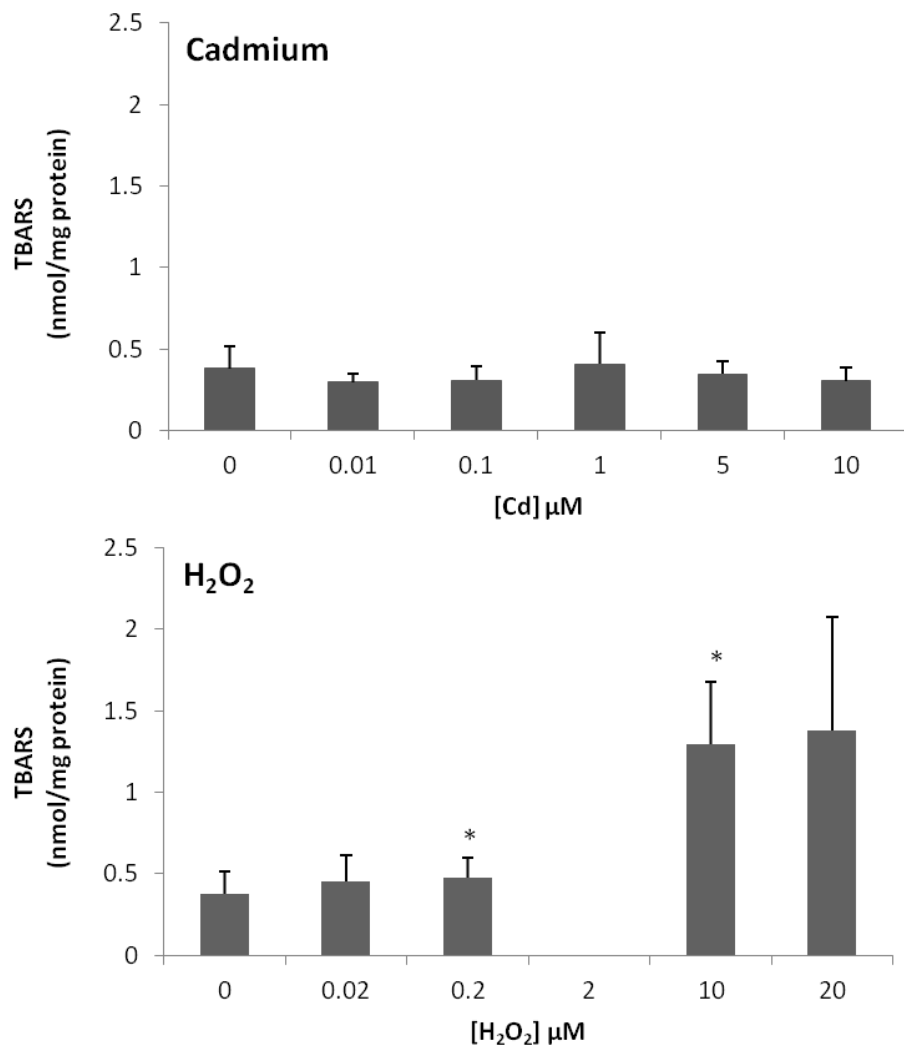 Cadmium
TBARS
(nmol/mg protein)
2.5
2
1.5
1
0.5
0
0 0.01 0.1 1 5 10
[Cd] µM
H₂O₂
TBARS
(nmol/mg protein)
2.5
2
1.5
1
0.5
0
*
*
0 0.02 0.2 2 10 20
[H₂O₂] µM